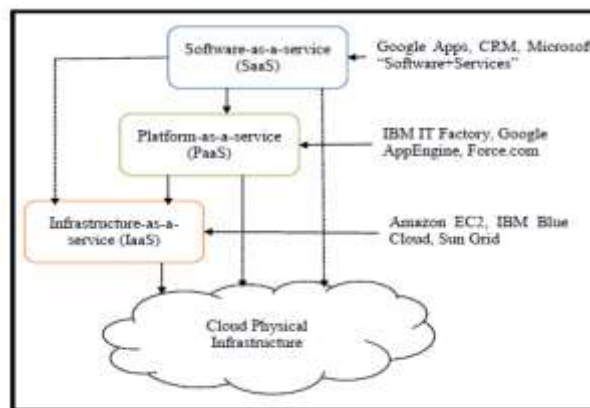 Software-as-a-service
(SaaS)
Google Apps, CRM, Microsoft
"Software+Services"
Platform-as-a-service
(PaaS)
IBM IT Factory, Google
AppEngine, Force.com
Infrastructure-as-a-
service (IaaS)
Amazon EC2, IBM Blue
Cloud, Sun Grid
Cloud Physical
Infrastructure